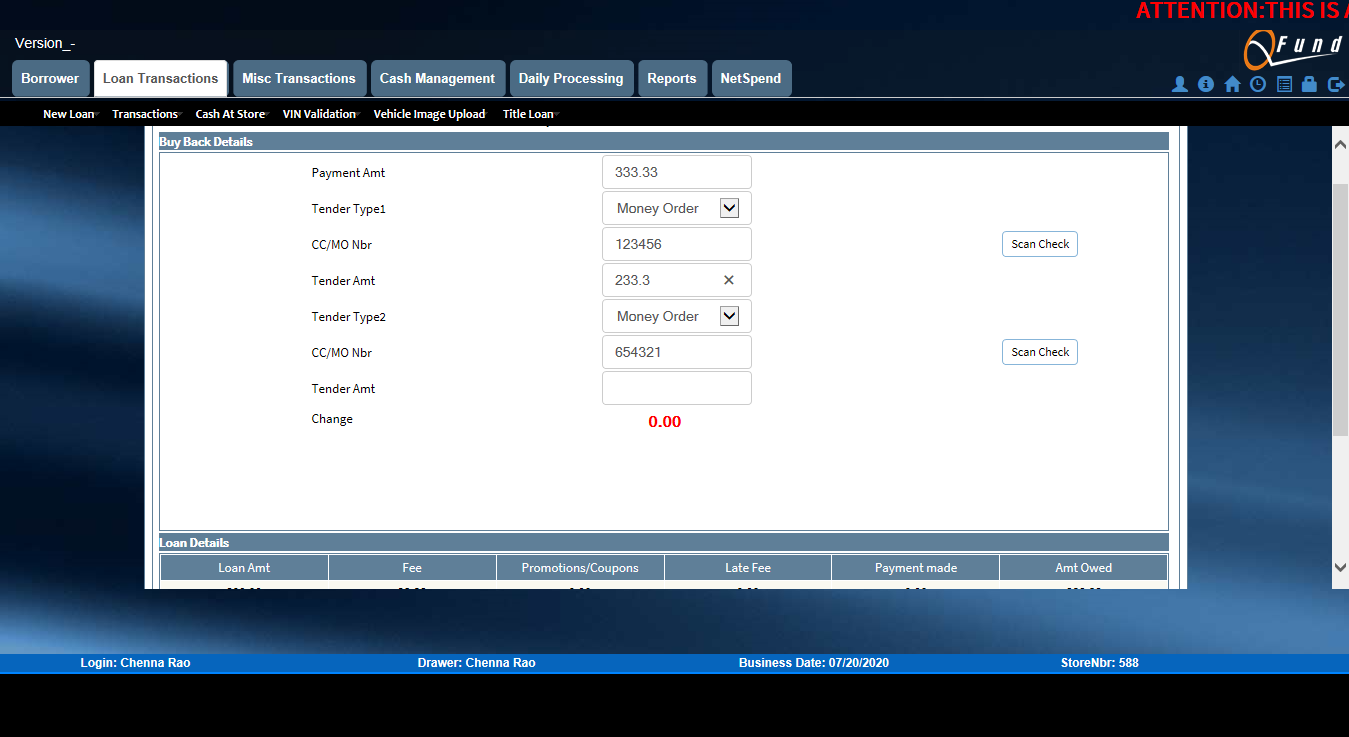 ATTENTION:THIS IS
Version_-
QFund
Borrower Loan Transactions Misc Transactions Cash Management Daily Processing Reports NetSpend
New Loan Transactions Cash At Store VIN Validation Vehicle Image Upload Title Loan
Buy Back Details
Payment Amt 333.33
Tender Type1 Money Order
CC/MO Nbr 123456 Scan Check
Tender Amt 233.3
Tender Type2 Money Order
CC/MO Nbr 654321 Scan Check
Tender Amt
Change 0.00
Loan Details
Loan Amt Fee Promotions/Coupons Late Fee Payment made Amt Owed
Login: Chenna Rao Drawer: Chenna Rao Business Date: 07/20/2020 StoreNbr: 588